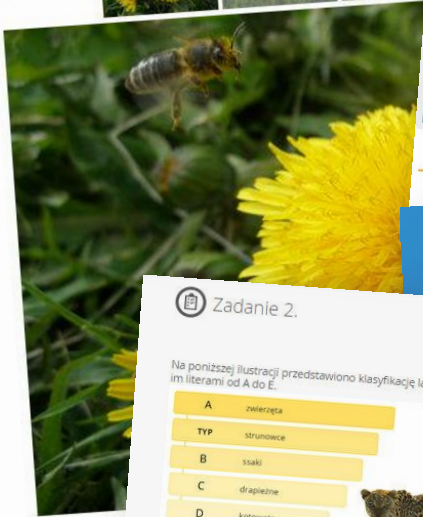 Zadanie 2.
Na poniższej ilustracji przedstawiono klasyfikację
im literami od A do E.
A zwierzęta
TYP strunowce
B ssaki
C drapieżne
D